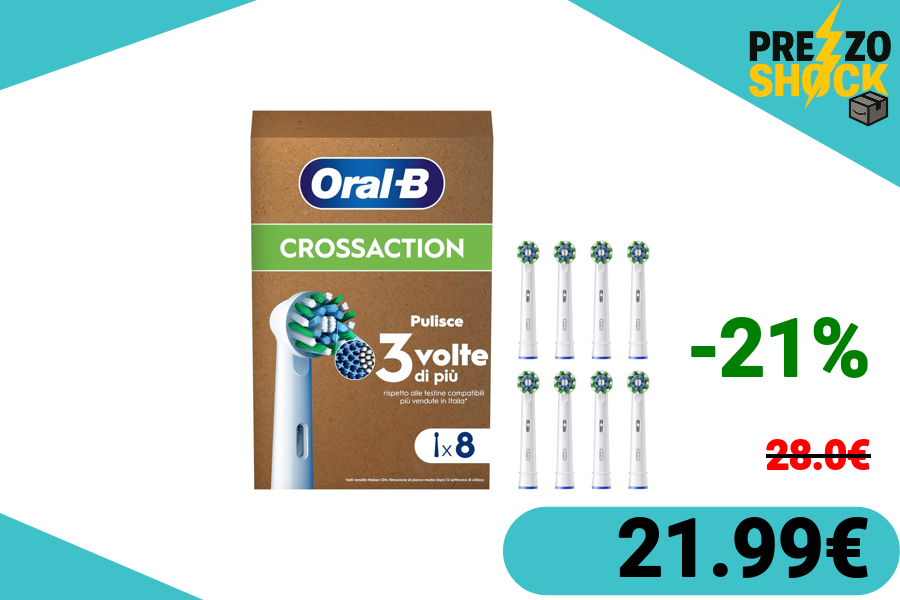 PREZZO
SHOCK
Oral-B
CROSSACTION
Pulisce
3 volte
di più
rispetto alle testine compatibili
più vendute in Italia*
x 8
-21%
28.0€
21.99€